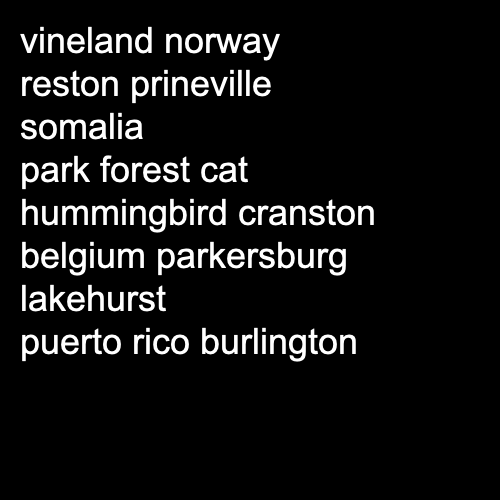 vineland norway
reston prineville
somalia
park forest cat
hummingbird cranston
belgium parkersburg
lakehurst
puerto rico burlington